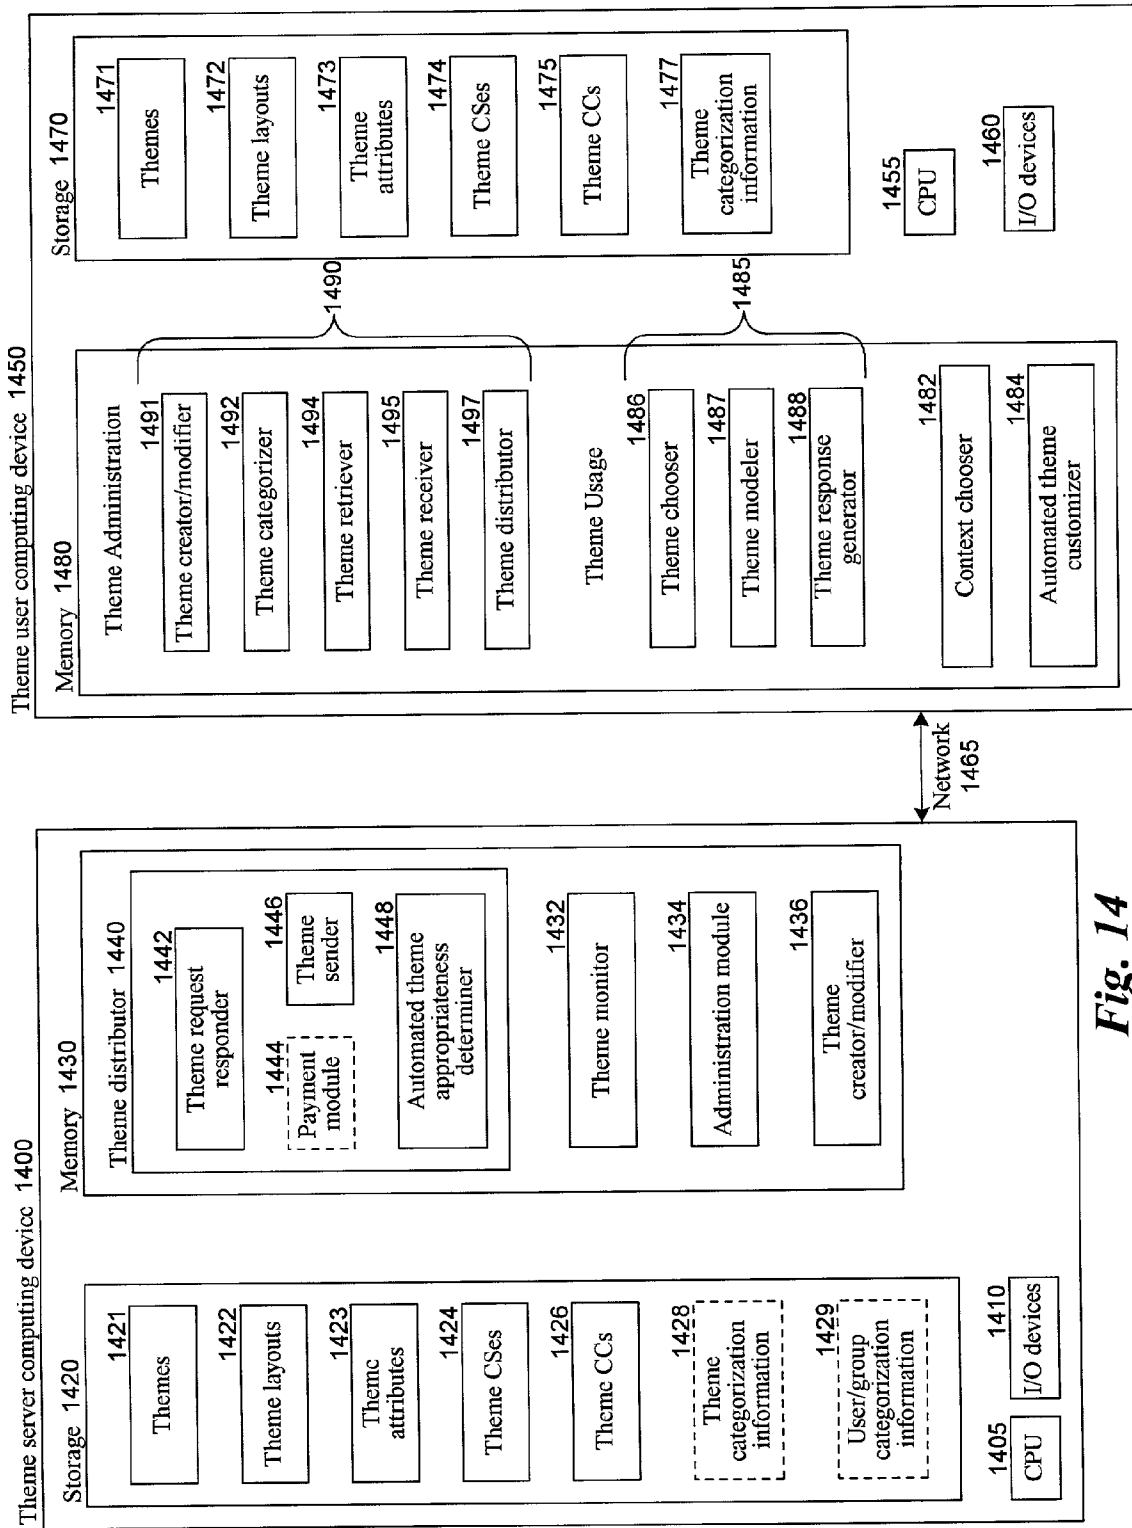 Theme server computing device 1400
Storage 1420
1421
Themes
1422
Theme layouts
1423
Theme
attributes
1424
Theme CSes
1426
Theme CCs
1428
Theme
categorization
information
1429
User/group
categorization
information
1405
CPU
1410
I/O devices
Memory 1430
Theme distributor 1440
1442
Theme request
responder
1444
Payment
module
1446
Theme
sender
1448
Automated theme
appropriateness
determiner
1432
Theme monitor
1434
Administration module
1436
Theme
creator/modifier
Network
1465
Theme user computing device 1450
Memory 1480
Theme Administration
1491
Theme creator/modifier
1492
Theme categorizer
1494
Theme retriever
1495
Theme receiver
1497
Theme distributor
1490
Theme Usage
1486
Theme chooser
1487
Theme modeler
1488
Theme response
generator
1485
1482
Context chooser
1484
Automated theme
customizer
Storage 1470
1471
Themes
1472
Theme layouts
1473
Theme
attributes
1474
Theme CSes
1475
Theme CCs
1477
Theme
categorization
information
1455
CPU
1460
I/O devices
Fig. 14